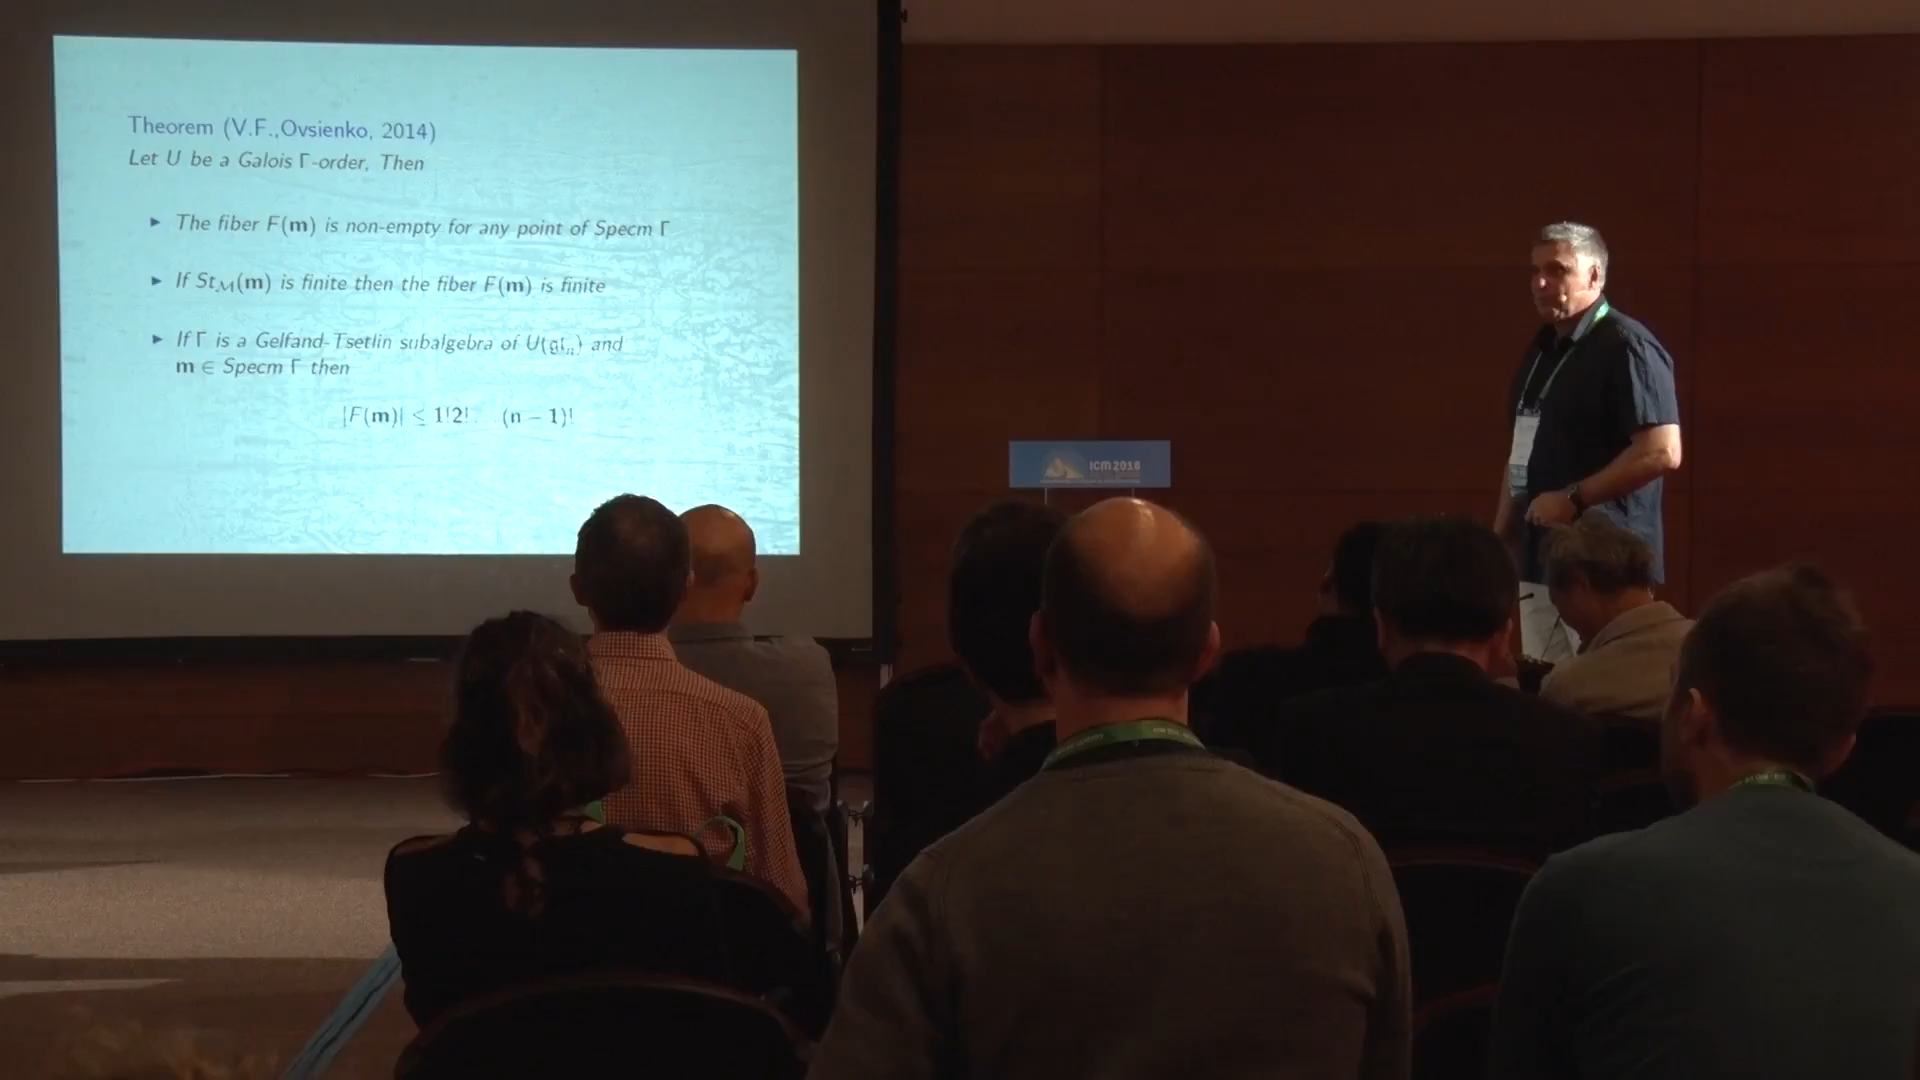 Theorem (V.F.,Ovsienko, 2014)
Let U be a Galois Γ-order, Then
► The fiber F(m) is non-empty for any point of Specm Γ
► If St_ℳ(m) is finite then the fiber F(m) is finite
► If Γ is a Gelfand-Tsetlin subalgebra of U(𝔤𝔩ₙ) and
m ∈ Specm Γ then
|F(m)| ≤ 1!2!...(n − 1)!
ICM 2018